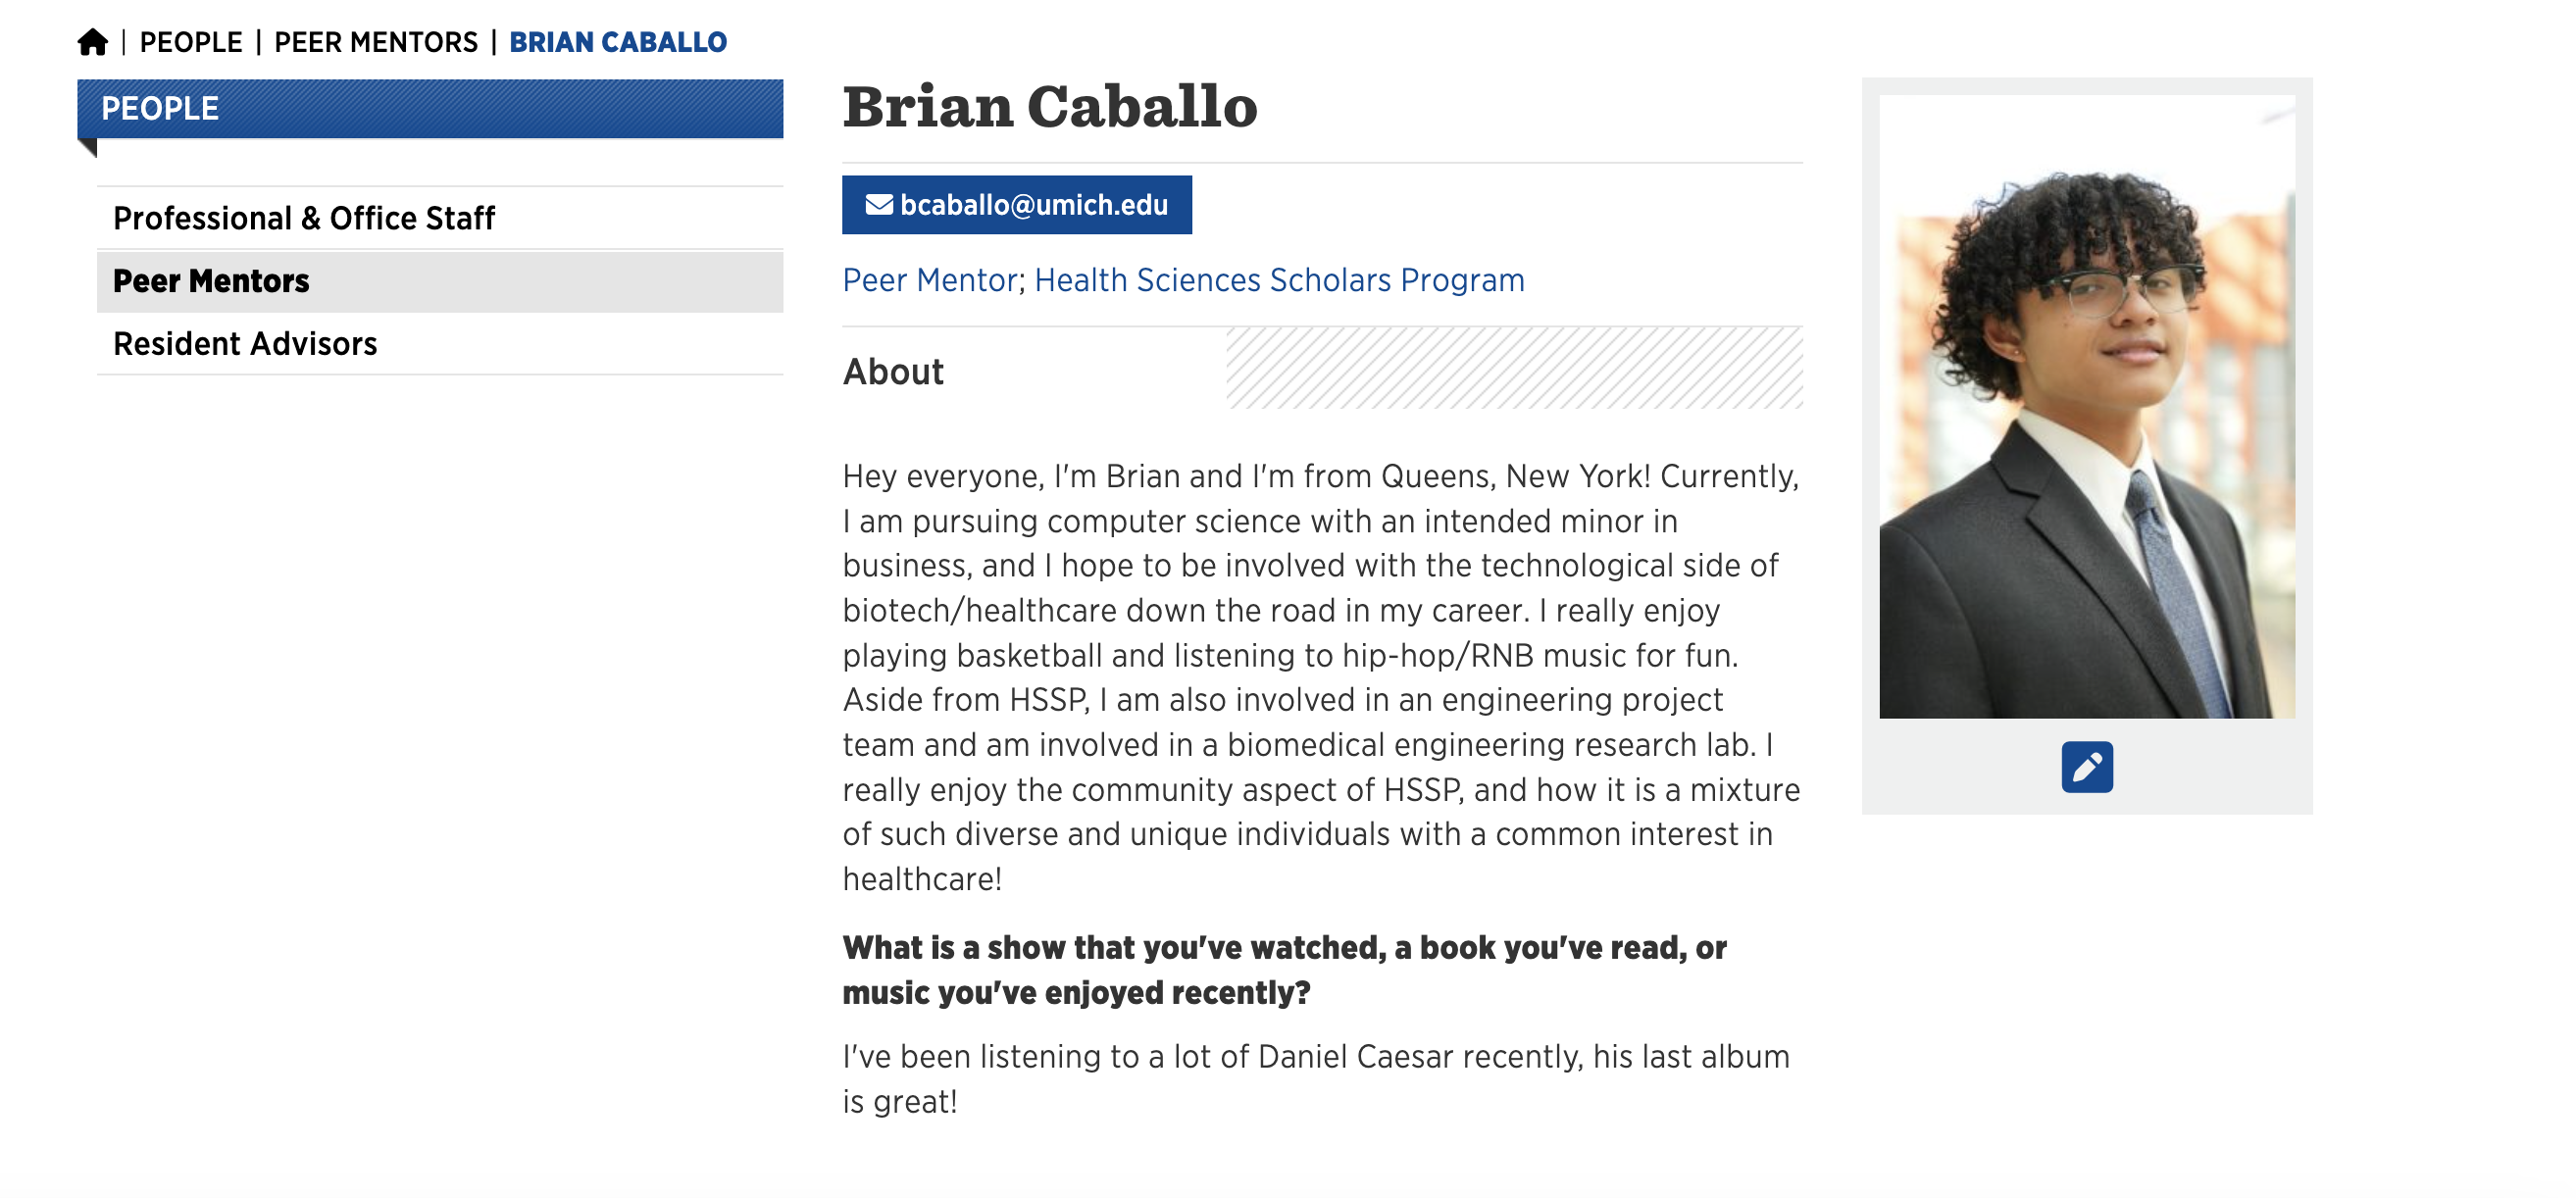 | PEOPLE | PEER MENTORS | BRIAN CABALLO
PEOPLE
Professional & Office Staff
Peer Mentors
Resident Advisors
Brian Caballo
bcaballo@umich.edu
Peer Mentor; Health Sciences Scholars Program
About
Hey everyone, I'm Brian and I'm from Queens, New York! Currently,
I am pursuing computer science with an intended minor in
business, and I hope to be involved with the technological side of
biotech/healthcare down the road in my career. I really enjoy
playing basketball and listening to hip-hop/RNB music for fun.
Aside from HSSP, I am also involved in an engineering project
team and am involved in a biomedical engineering research lab. I
really enjoy the community aspect of HSSP, and how it is a mixture
of such diverse and unique individuals with a common interest in
healthcare!
What is a show that you've watched, a book you've read, or
music you've enjoyed recently?
I've been listening to a lot of Daniel Caesar recently, his last album
is great!